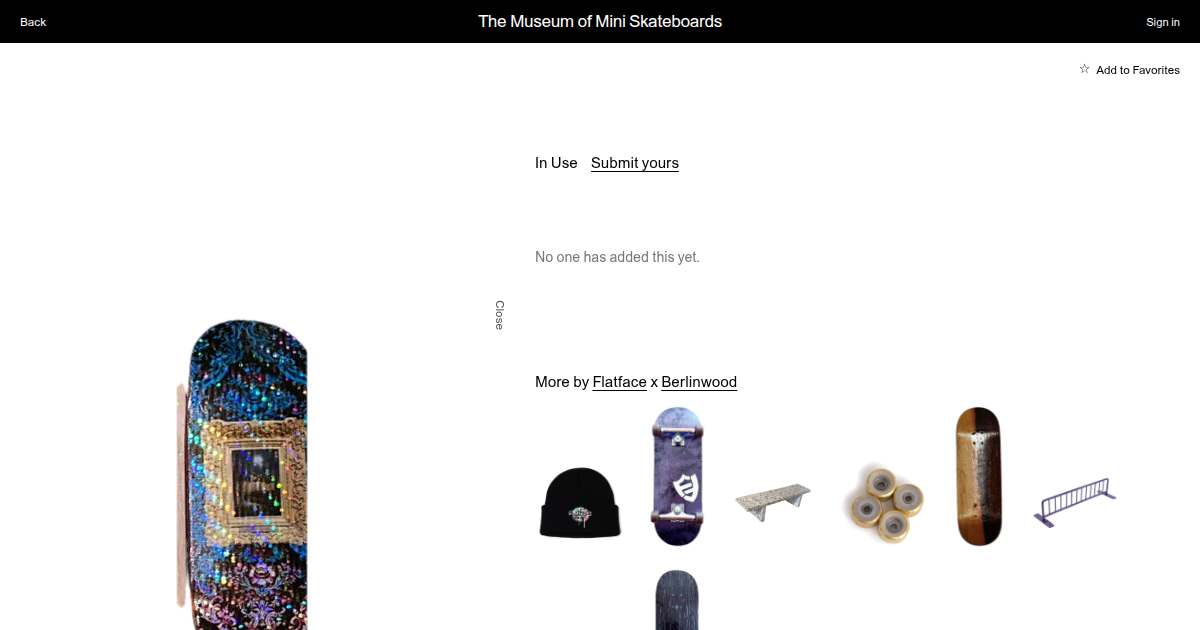 Back
The Museum of Mini Skateboards
Sign in
☆ Add to Favorites
In Use Submit yours
No one has added this yet.
Close
More by Flatface x Berlinwood